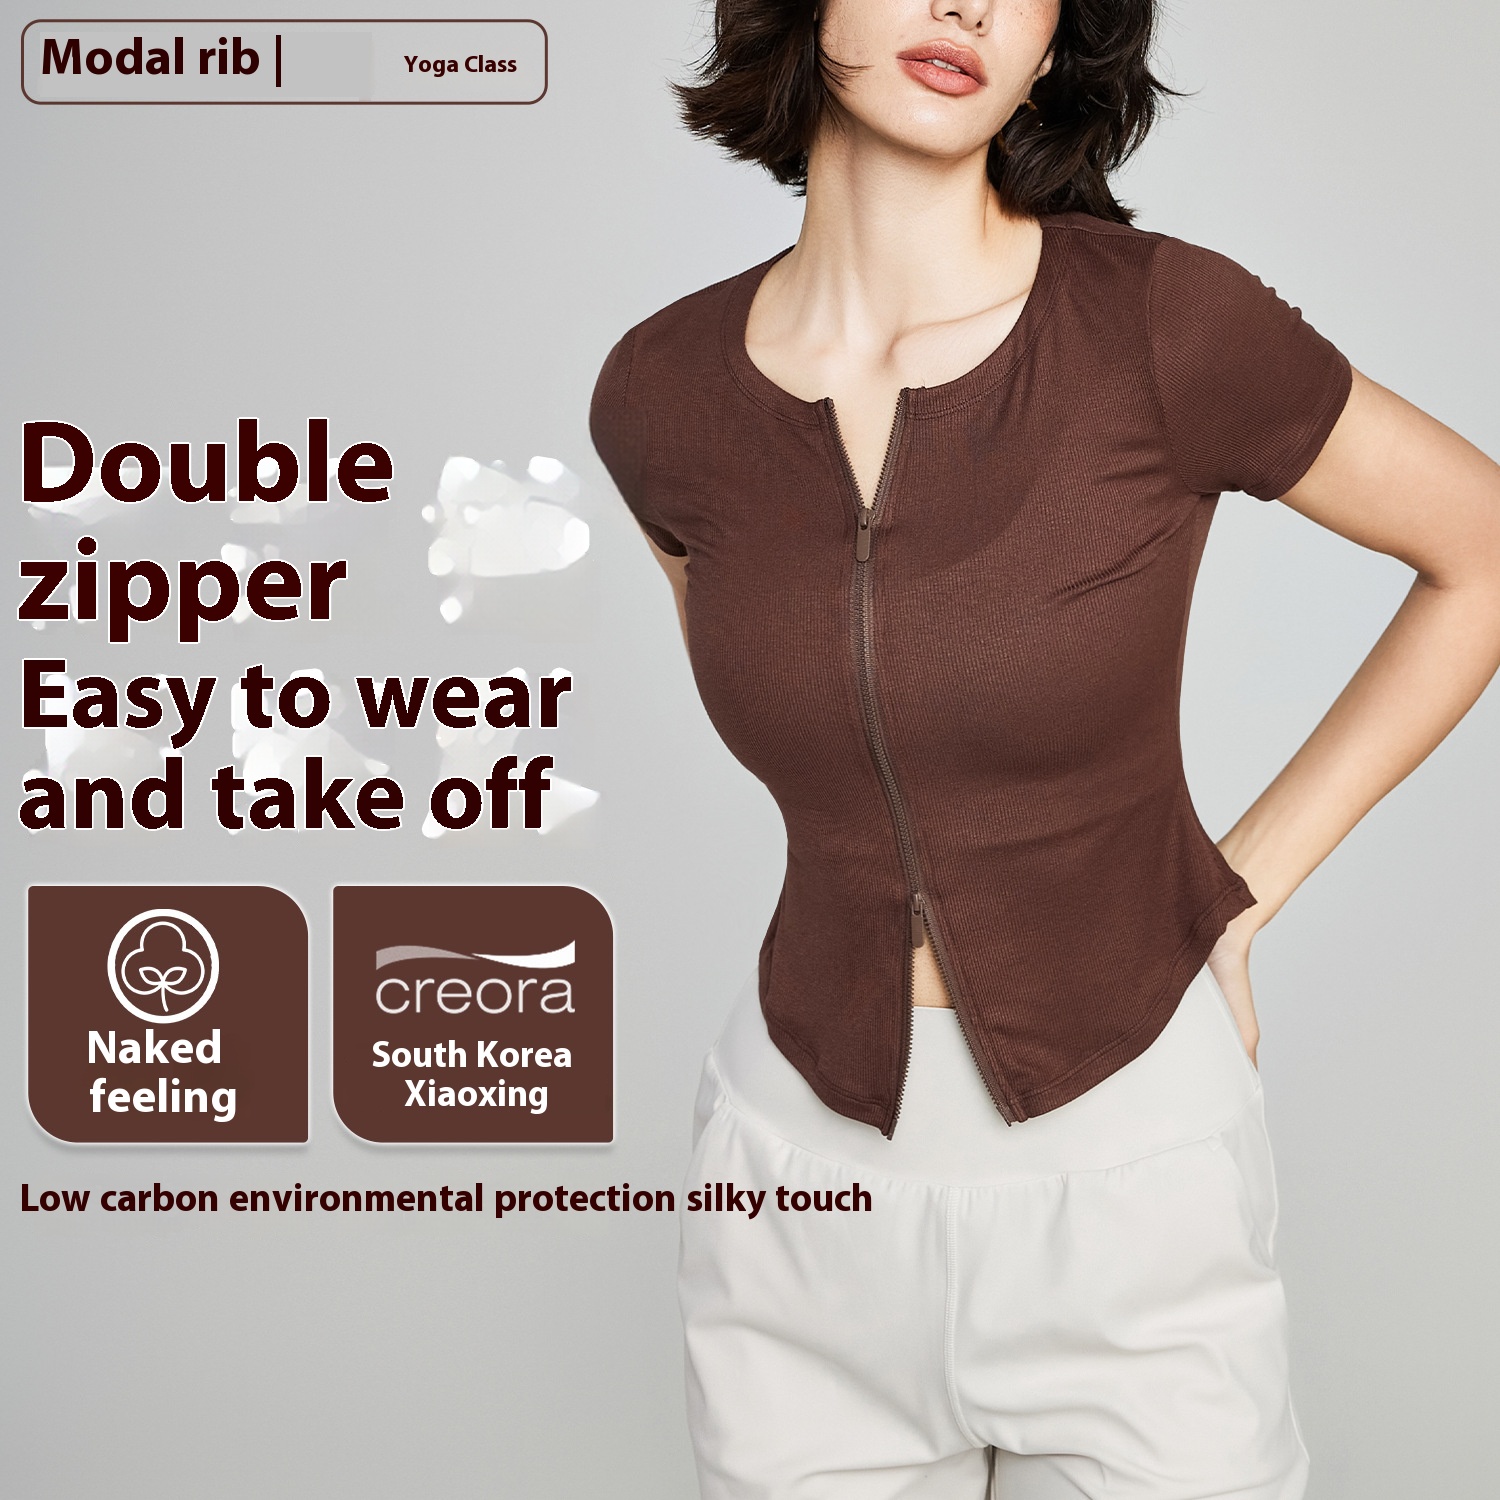 Modal rib | Yoga Class
Double
zipper
Easy to wear
and take off
Naked
feeling
creora
South Korea
Xiaoxing
Low carbon environmental protection silky touch